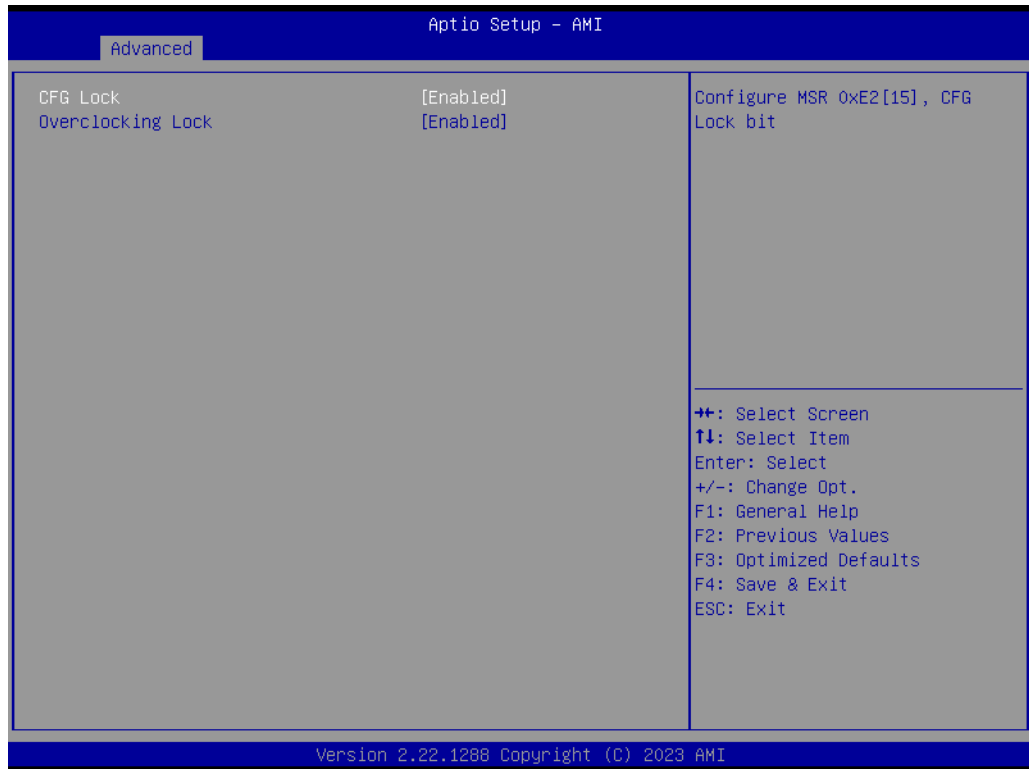 Aptio Setup – AMI
Advanced
CFG Lock [Enabled]
Overclocking Lock [Enabled]
Configure MSR 0xE2[15], CFG
Lock bit
→←: Select Screen
↑↓: Select Item
Enter: Select
+/-: Change Opt.
F1: General Help
F2: Previous Values
F3: Optimized Defaults
F4: Save & Exit
ESC: Exit
Version 2.22.1288 Copyright (C) 2023 AMI